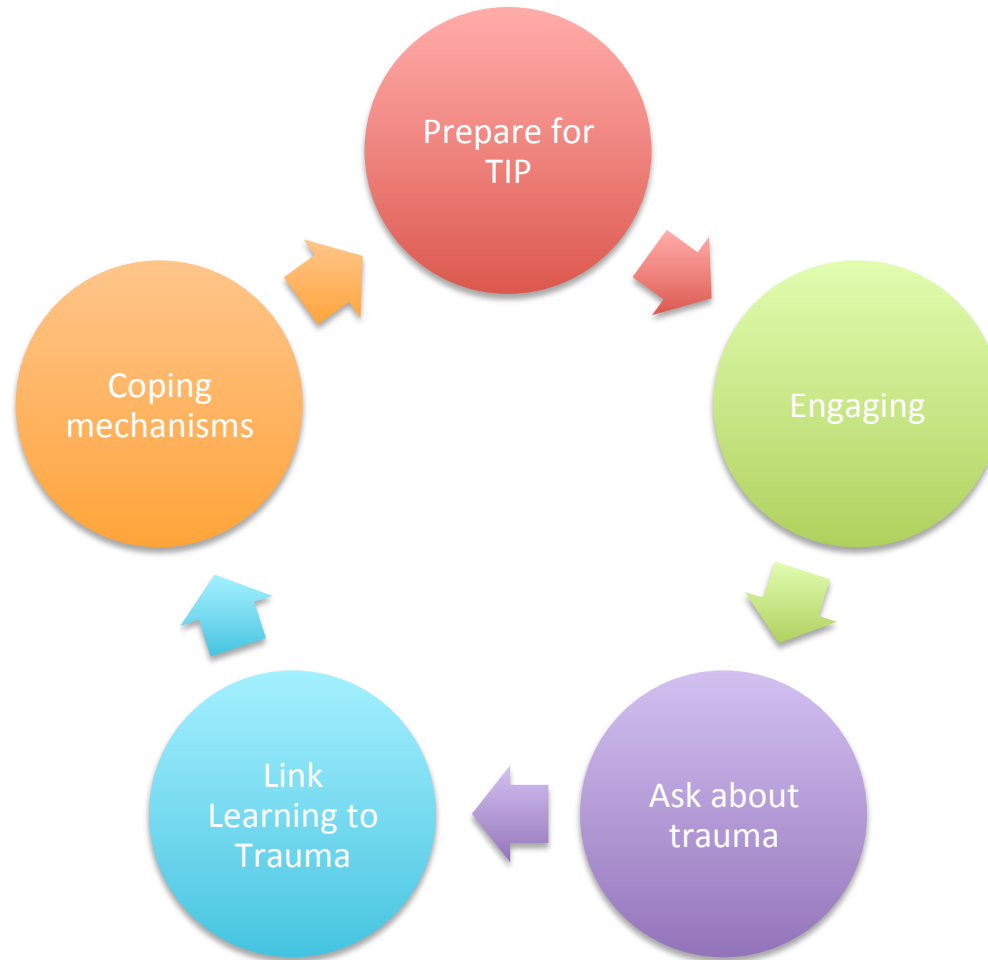 Prepare for
TIP
Engaging
Ask about
trauma
Link
Learning to
Trauma
Coping
mechanisms